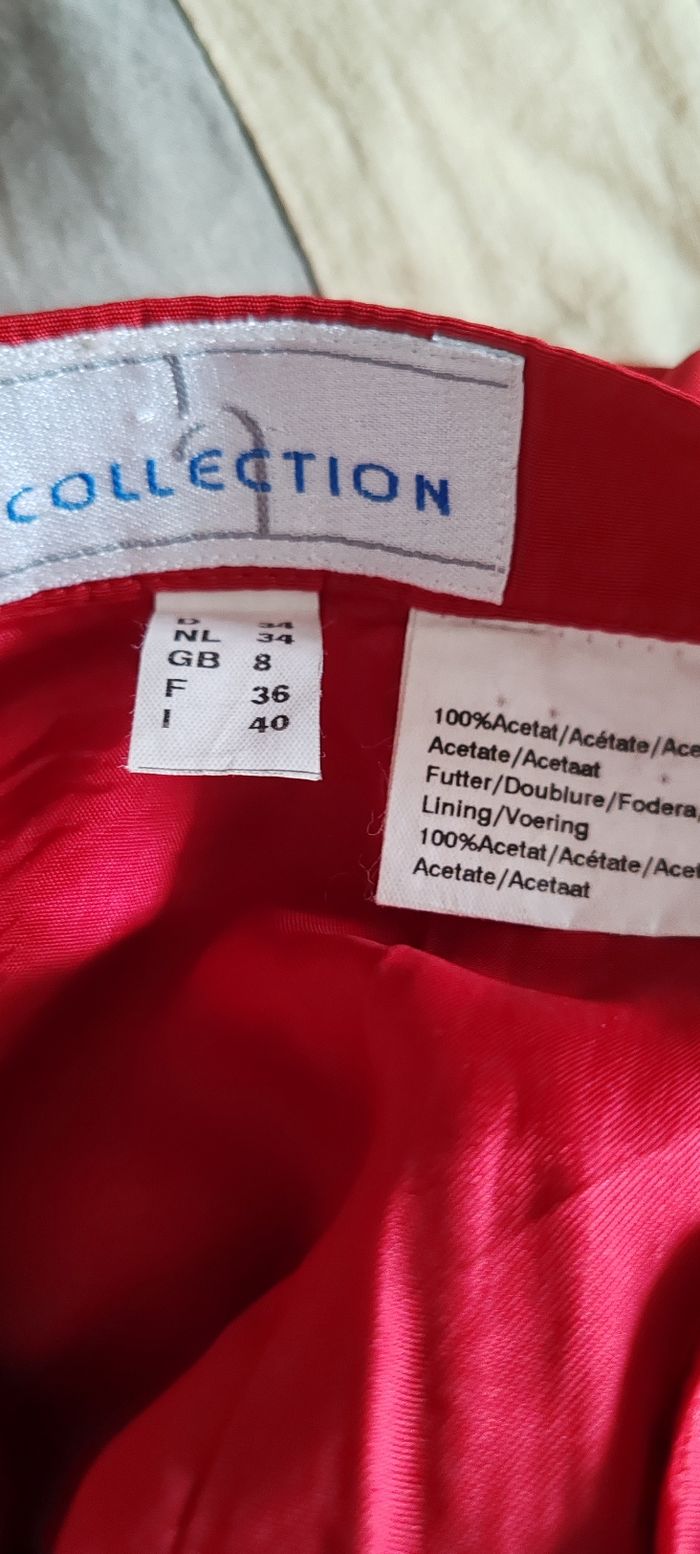 COLLECTION
D 34
NL 34
GB 8
F 36
I 40
100%Acetat/Acétate/Ace
Acetate/Acetaat
Futter/Doublure/Fodera,
Lining/Voering
100%Acetat/Acétate/Acet
Acetate/Acetaat